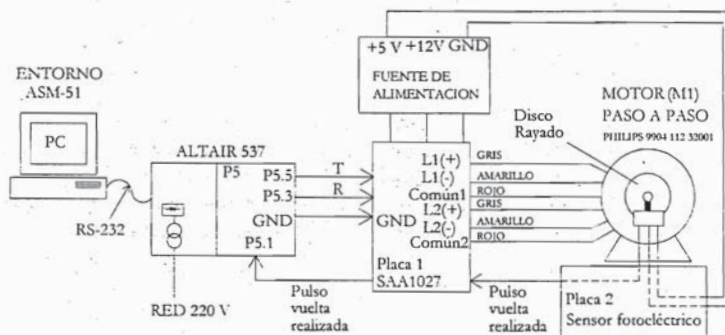 +5 V +12V GND
FUENTE DE
ALIMENTACION
ENTORNO
ASM-51
PC
RS-232
ALTAIR 537
P5
P5.5
P5.3
GND
P5.1
RED 220 V
T
R
L1(+)
L1(-)
Común1
L2(+)
GND
L2(-)
Común2
Placa 1
SAA1027
GRIS
AMARILLO
ROJO
GRIS
AMARILLO
ROJO
Disco
Rayado
MOTOR (M1)
PASO A PASO
PHILIPS 9904 112 32001
Pulso
vuelta
realizada
Pulso
vuelta
realizada
Placa 2
Sensor fotoeléctrico